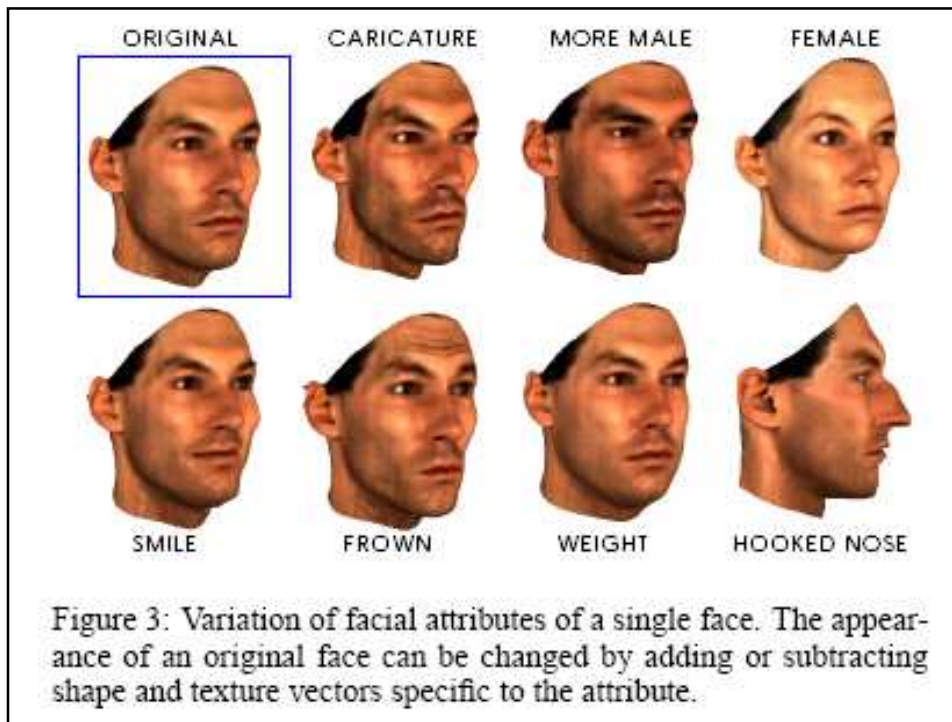 ORIGINAL CARICATURE MORE MALE FEMALE
SMILE FROWN WEIGHT HOOKED NOSE
Figure 3: Variation of facial attributes of a single face. The appear-
ance of an original face can be changed by adding or subtracting
shape and texture vectors specific to the attribute.